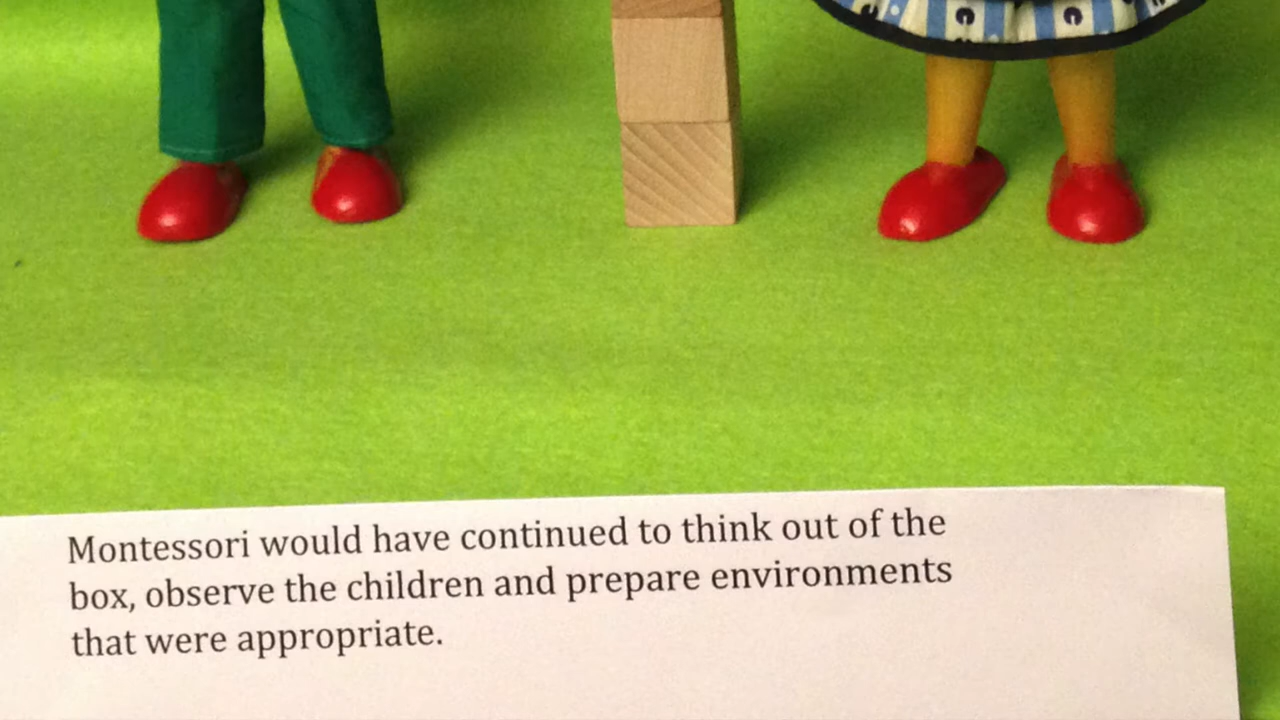 Montessori would have continued to think out of the
box, observe the children and prepare environments
that were appropriate.